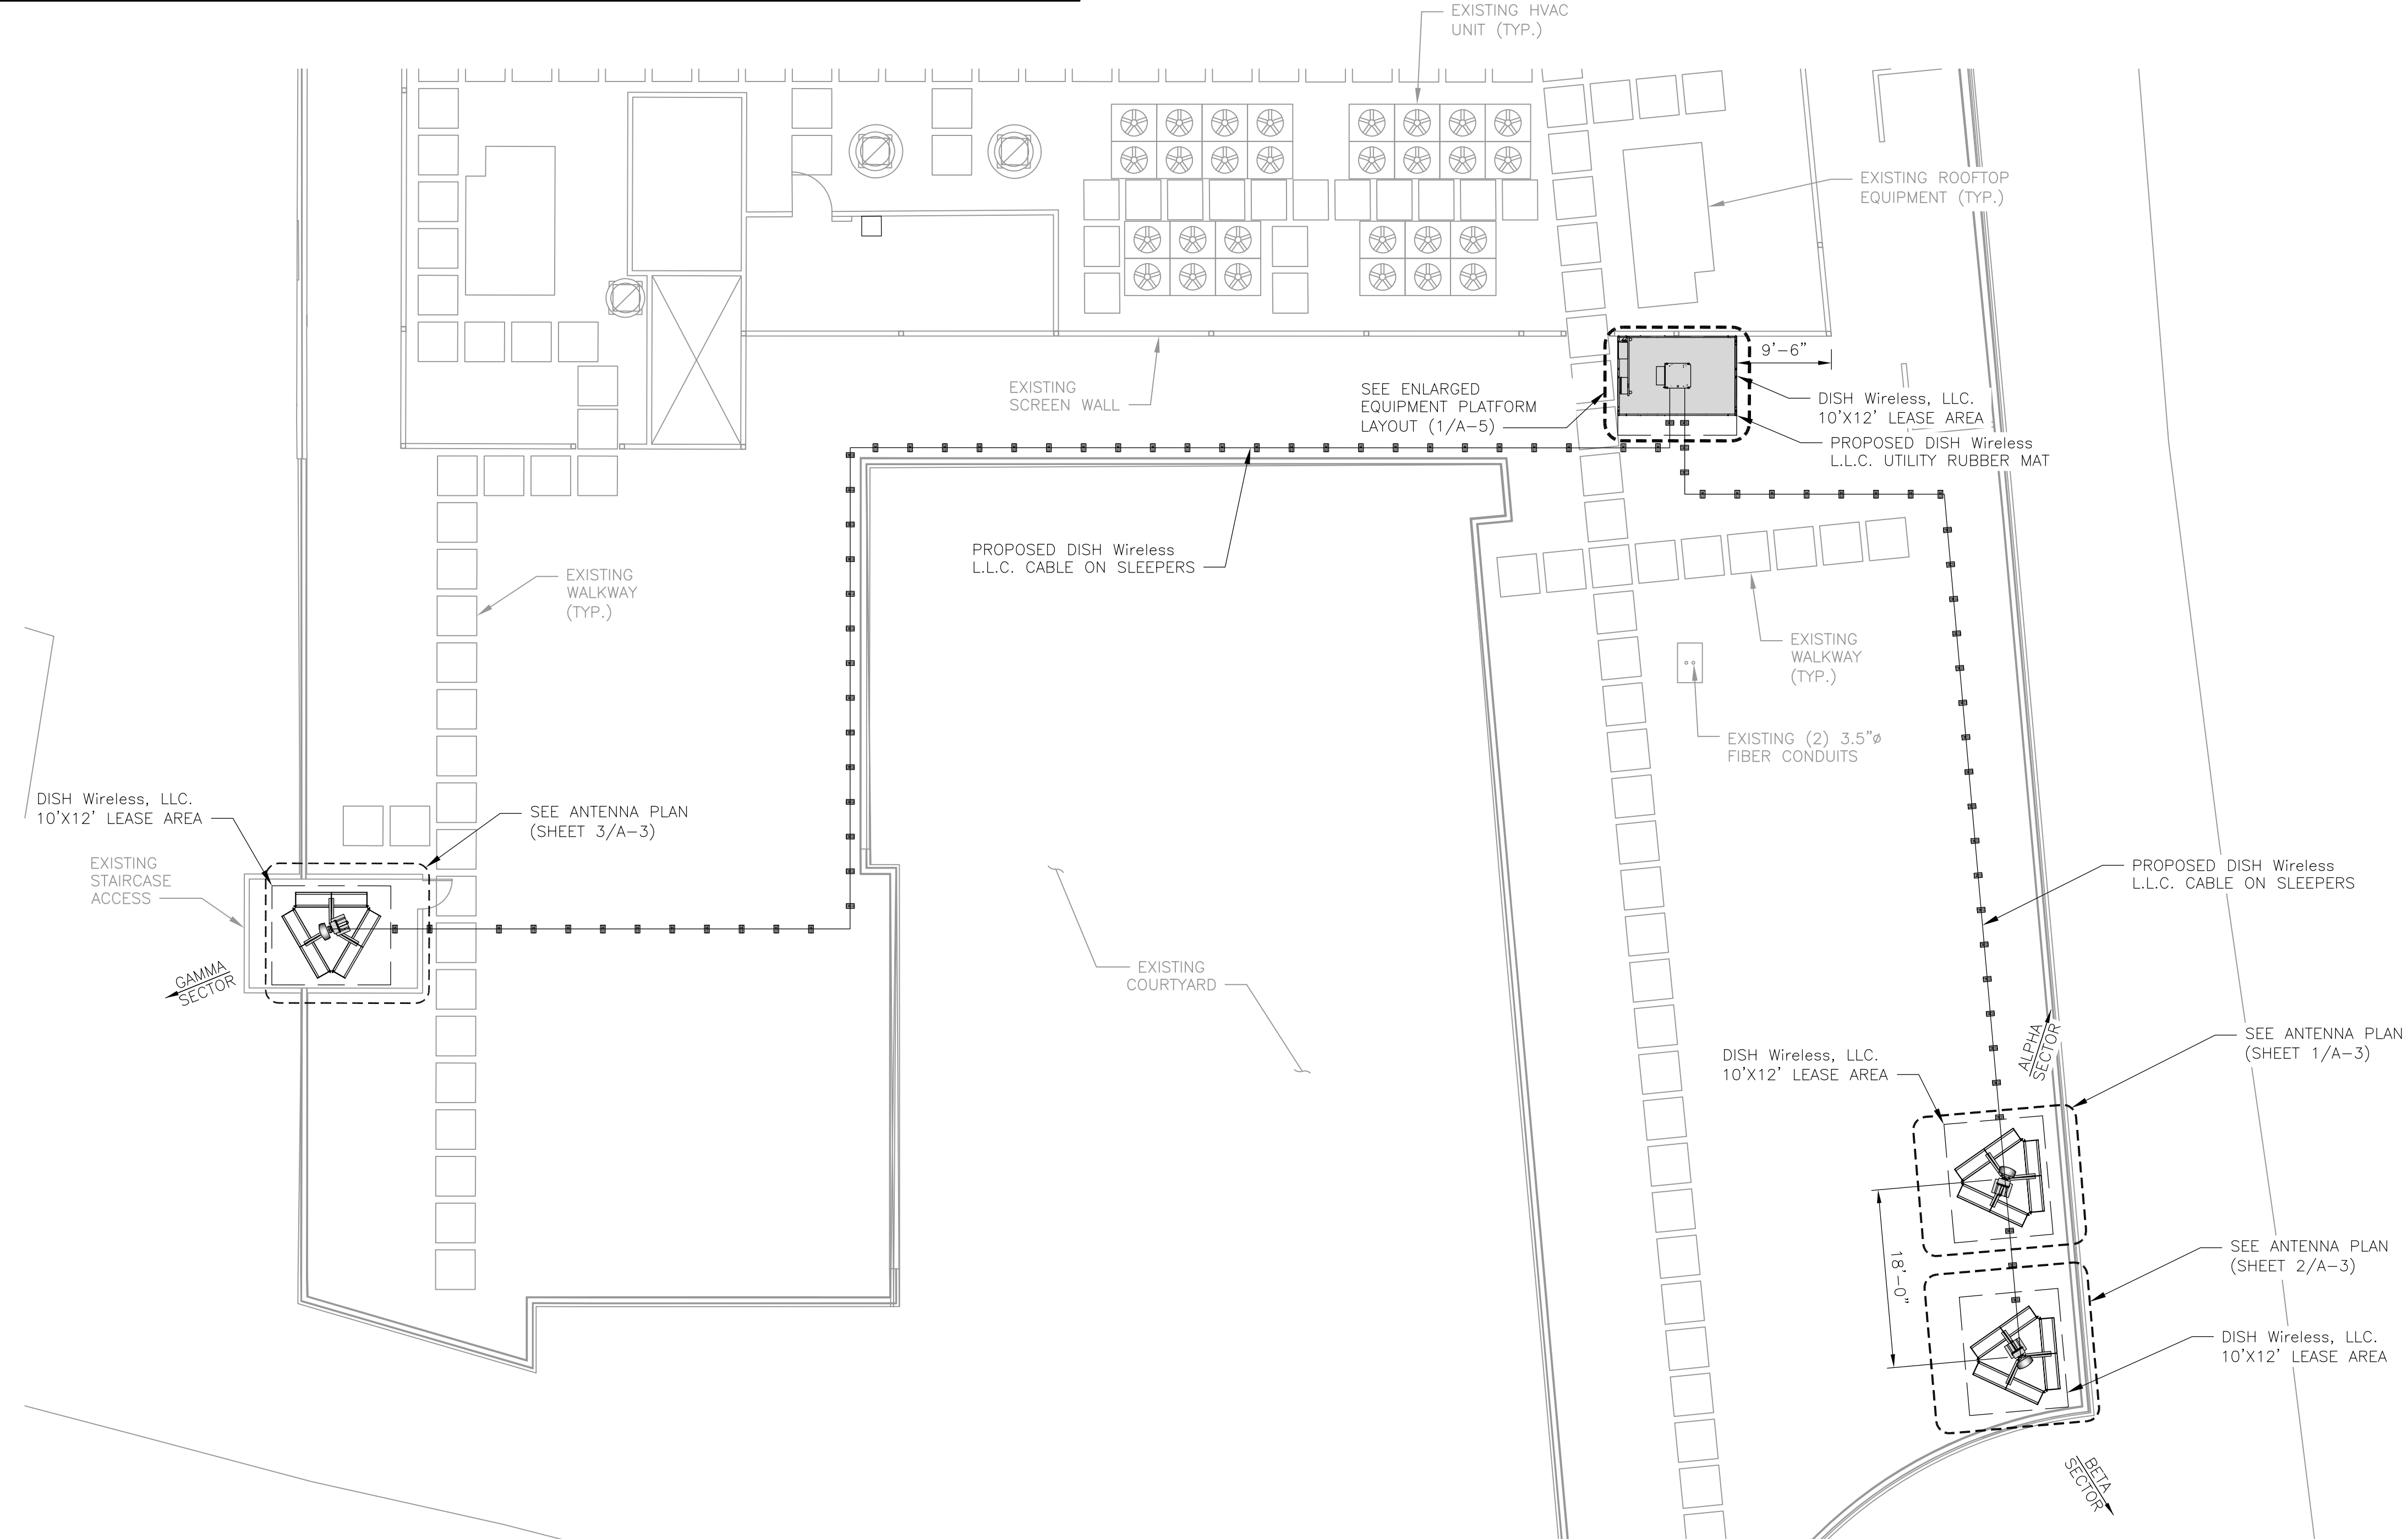 EXISTING HVAC
UNIT (TYP.)
EXISTING ROOFTOP
EQUIPMENT (TYP.)
9'-6"
EXISTING
SCREEN WALL
SEE ENLARGED
EQUIPMENT PLATFORM
LAYOUT (1/A-5)
DISH Wireless, LLC.
10'X12' LEASE AREA
PROPOSED DISH Wireless
L.L.C. UTILITY RUBBER MAT
PROPOSED DISH Wireless
L.L.C. CABLE ON SLEEPERS
EXISTING
WALKWAY
(TYP.)
EXISTING
WALKWAY
(TYP.)
EXISTING (2) 3.5"ø
FIBER CONDUITS
DISH Wireless, LLC.
10'X12' LEASE AREA
SEE ANTENNA PLAN
(SHEET 3/A-3)
EXISTING
STAIRCASE
ACCESS
GAMMA
SECTOR
EXISTING
COURTYARD
PROPOSED DISH Wireless
L.L.C. CABLE ON SLEEPERS
ALPHA
SECTOR
SEE ANTENNA PLAN
(SHEET 1/A-3)
DISH Wireless, LLC.
10'X12' LEASE AREA
18'-0"
SEE ANTENNA PLAN
(SHEET 2/A-3)
DISH Wireless, LLC.
10'X12' LEASE AREA
BETA
SECTOR